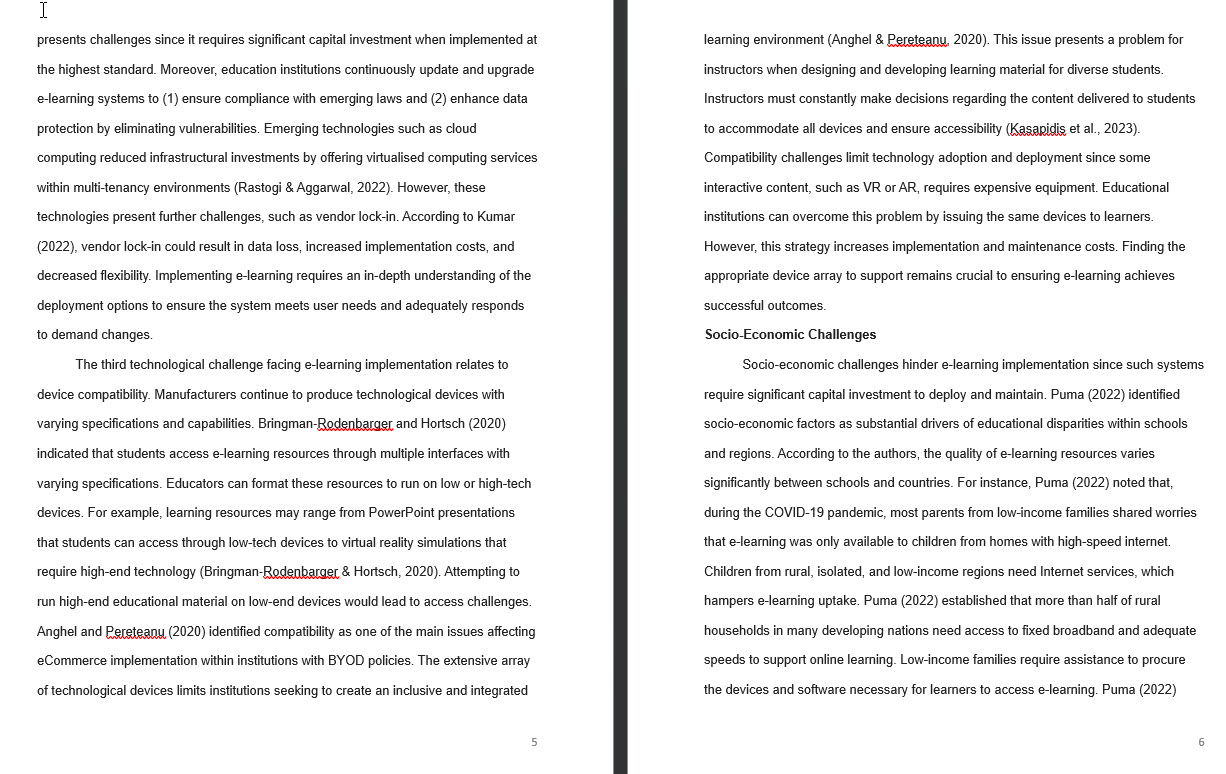 presents challenges since it requires significant capital investment when implemented at
the highest standard. Moreover, education institutions continuously update and upgrade
e-learning systems to (1) ensure compliance with emerging laws and (2) enhance data
protection by eliminating vulnerabilities. Emerging technologies such as cloud
computing reduced infrastructural investments by offering virtualised computing services
within multi-tenancy environments (Rastogi & Aggarwal, 2022). However, these
technologies present further challenges, such as vendor lock-in. According to Kumar
(2022), vendor lock-in could result in data loss, increased implementation costs, and
decreased flexibility. Implementing e-learning requires an in-depth understanding of the
deployment options to ensure the system meets user needs and adequately responds
to demand changes.
The third technological challenge facing e-learning implementation relates to
device compatibility. Manufacturers continue to produce technological devices with
varying specifications and capabilities. Bringman-Rodenbarger and Hortsch (2020)
indicated that students access e-learning resources through multiple interfaces with
varying specifications. Educators can format these resources to run on low or high-tech
devices. For example, learning resources may range from PowerPoint presentations
that students can access through low-tech devices to virtual reality simulations that
require high-end technology (Bringman-Rodenbarger & Hortsch, 2020). Attempting to
run high-end educational material on low-end devices would lead to access challenges.
Anghel and Pereteanu (2020) identified compatibility as one of the main issues affecting
eCommerce implementation within institutions with BYOD policies. The extensive array
of technological devices limits institutions seeking to create an inclusive and integrated
5
learning environment (Anghel & Pereteanu, 2020). This issue presents a problem for
instructors when designing and developing learning material for diverse students.
Instructors must constantly make decisions regarding the content delivered to students
to accommodate all devices and ensure accessibility (Kasapidis et al., 2023).
Compatibility challenges limit technology adoption and deployment since some
interactive content, such as VR or AR, requires expensive equipment. Educational
institutions can overcome this problem by issuing the same devices to learners.
However, this strategy increases implementation and maintenance costs. Finding the
appropriate device array to support remains crucial to ensuring e-learning achieves
successful outcomes.
Socio-Economic Challenges
Socio-economic challenges hinder e-learning implementation since such systems
require significant capital investment to deploy and maintain. Puma (2022) identified
socio-economic factors as substantial drivers of educational disparities within schools
and regions. According to the authors, the quality of e-learning resources varies
significantly between schools and countries. For instance, Puma (2022) noted that,
during the COVID-19 pandemic, most parents from low-income families shared worries
that e-learning was only available to children from homes with high-speed internet.
Children from rural, isolated, and low-income regions need Internet services, which
hampers e-learning uptake. Puma (2022) established that more than half of rural
households in many developing nations need access to fixed broadband and adequate
speeds to support online learning. Low-income families require assistance to procure
the devices and software necessary for learners to access e-learning. Puma (2022)
6